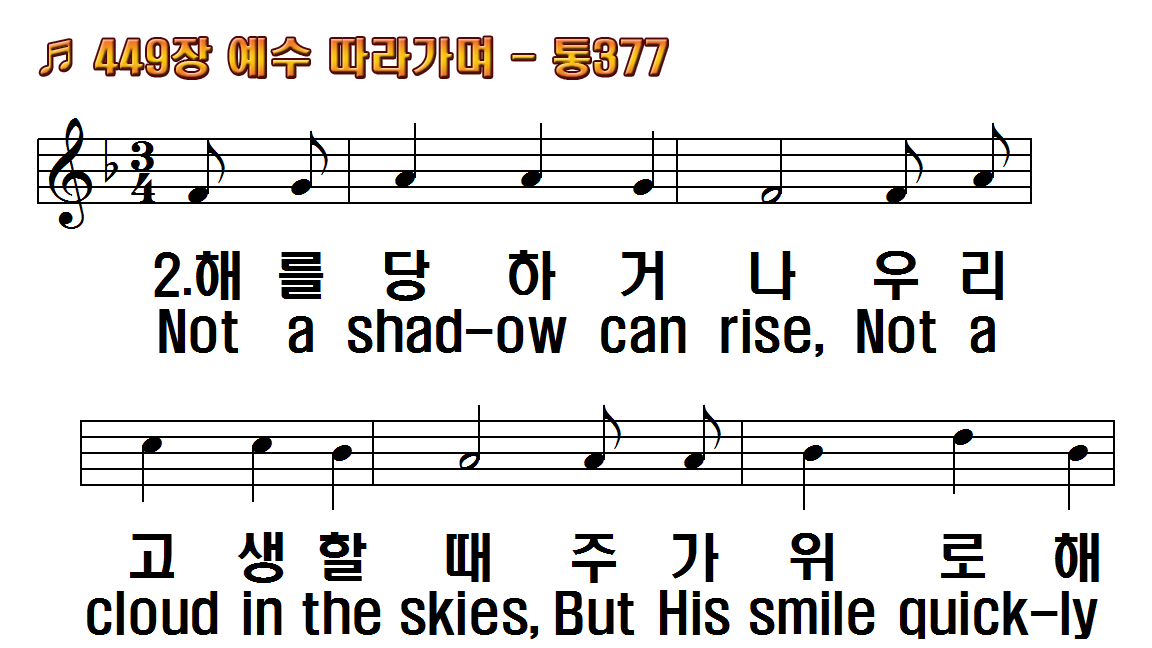 ♬ 449장 예수 따라가며 - 통377
3
4
2.해 를 당 하 거 나 우 리
Not a shad-ow can rise, Not a
고 생 할 때 주 가 위 로 해
cloud in the skies, But His smile quick-ly